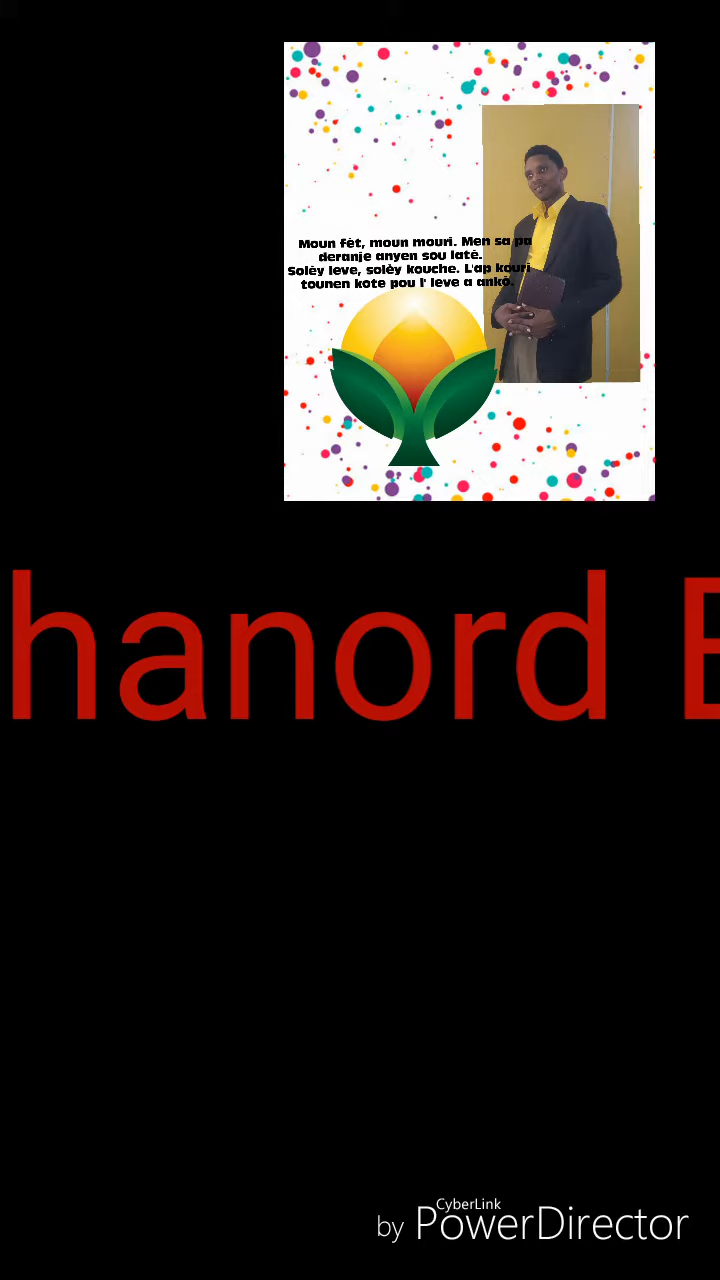 Moun fèt, moun mouri. Men sa pa
deranje anyen sou latè.
Solèy leve, solèy kouche. L'ap kouri
tounen kote pou l' leve a ankò.
hanord E
by CyberLink PowerDirector